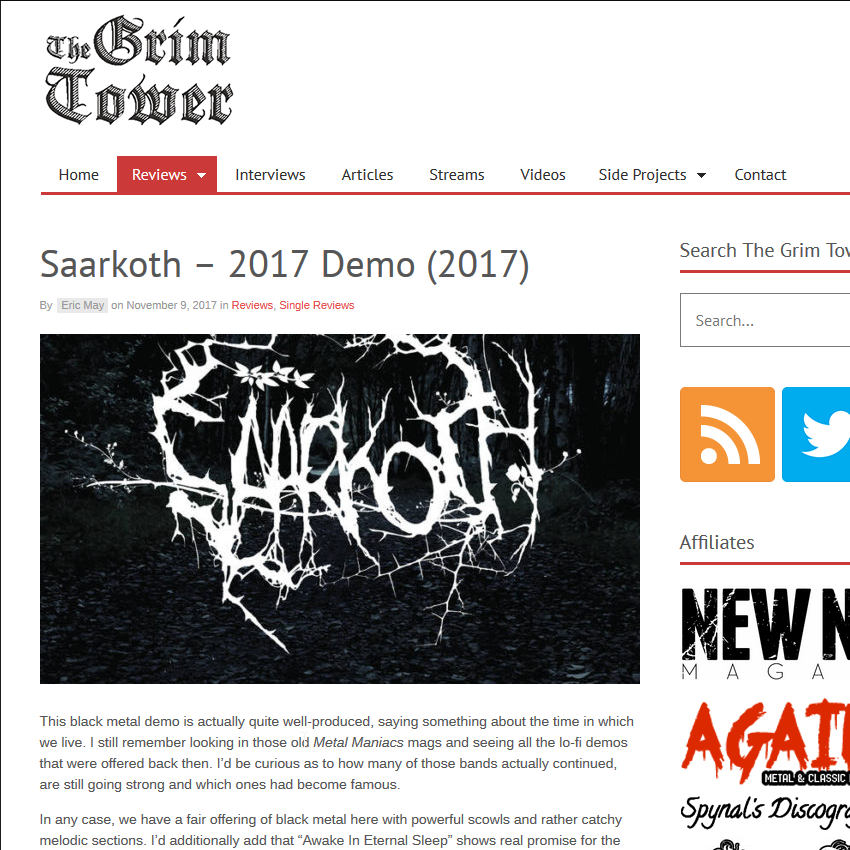 The Grim
Tower
Home Reviews Interviews Articles Streams Videos Side Projects Contact
Saarkoth – 2017 Demo (2017)
By Eric May on November 9, 2017 in Reviews, Single Reviews
SAARKOTH
This black metal demo is actually quite well-produced, saying something about the time in which
we live. I still remember looking in those old Metal Maniacs mags and seeing all the lo-fi demos
that were offered back then. I’d be curious as to how many of those bands actually continued,
are still going strong and which ones had become famous.
In any case, we have a fair offering of black metal here with powerful scowls and rather catchy
melodic sections. I’d additionally add that “Awake In Eternal Sleep” shows real promise for the
Search The Grim Tow
Search...
Affiliates
NEW N
MAGA
AGAI
METAL & CLASSIC
Spynal's Discogra